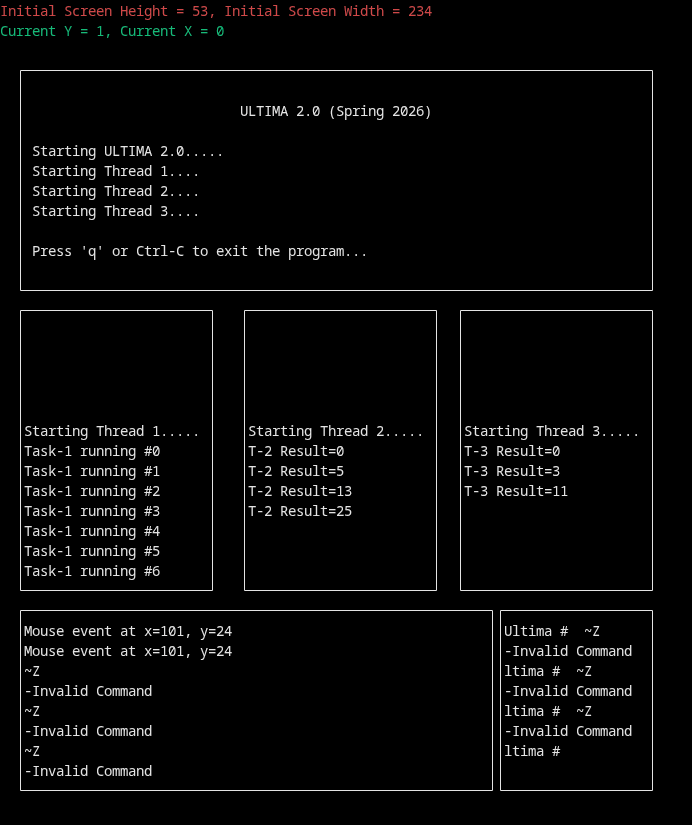 Initial Screen Height = 53, Initial Screen Width = 234
Current Y = 1, Current X = 0
ULTIMA 2.0 (Spring 2026)
Starting ULTIMA 2.0.....
Starting Thread 1....
Starting Thread 2....
Starting Thread 3....
Press 'q' or Ctrl-C to exit the program...
Starting Thread 1.....
Task-1 running #0
Task-1 running #1
Task-1 running #2
Task-1 running #3
Task-1 running #4
Task-1 running #5
Task-1 running #6
Starting Thread 2.....
T-2 Result=0
T-2 Result=5
T-2 Result=13
T-2 Result=25
Starting Thread 3.....
T-3 Result=0
T-3 Result=3
T-3 Result=11
Mouse event at x=101, y=24
Mouse event at x=101, y=24
~Z
-Invalid Command
~Z
-Invalid Command
~Z
-Invalid Command
Ultima #  ~Z
-Invalid Command
ltima #  ~Z
-Invalid Command
ltima #  ~Z
-Invalid Command
ltima #